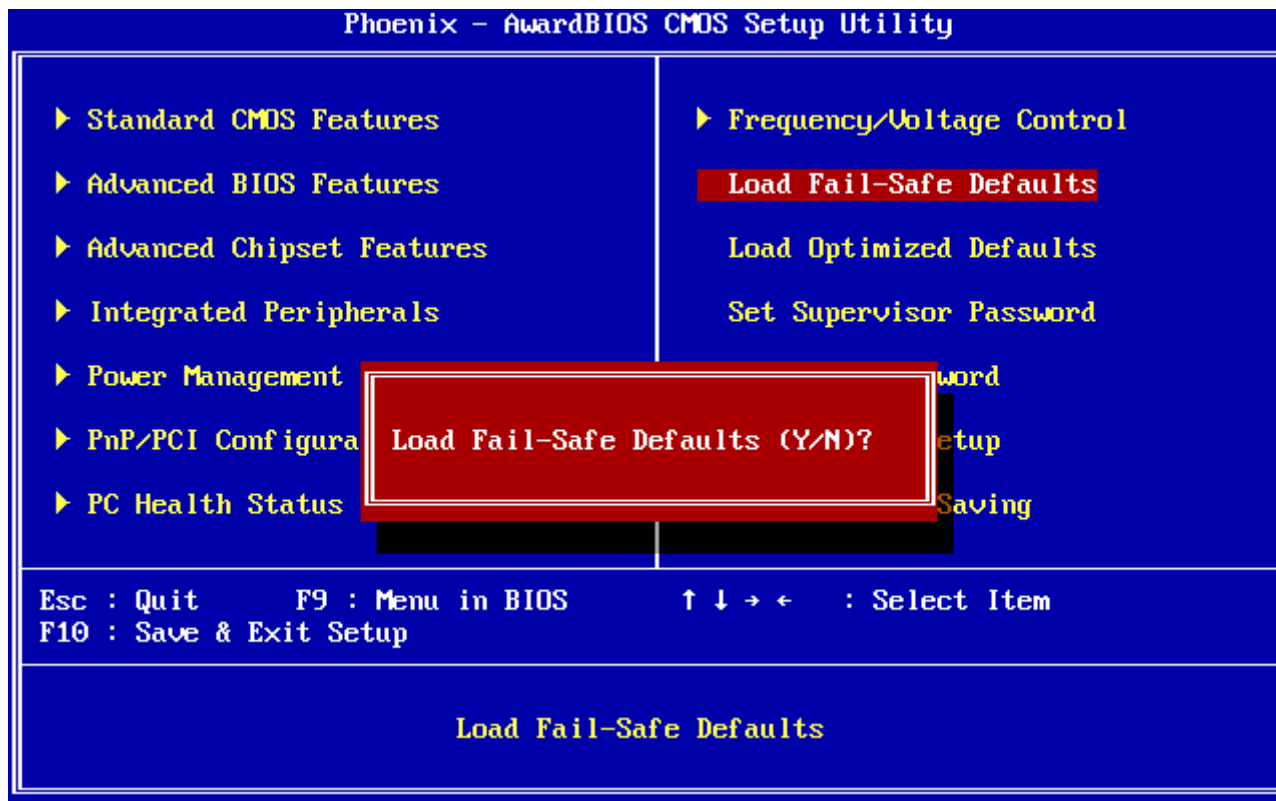 Phoenix - AwardBIOS CMOS Setup Utility
Standard CMOS Features
Advanced BIOS Features
Advanced Chipset Features
Integrated Peripherals
Power Management
PnP/PCI Configura
PC Health Status
Frequency/Voltage Control
Load Fail-Safe Defaults
Load Optimized Defaults
Set Supervisor Password
word
etup
Saving
Load Fail-Safe Defaults (Y/N)?
Esc : Quit F9 : Menu in BIOS ↑ ↓ → ← : Select Item
F10 : Save & Exit Setup
Load Fail-Safe Defaults